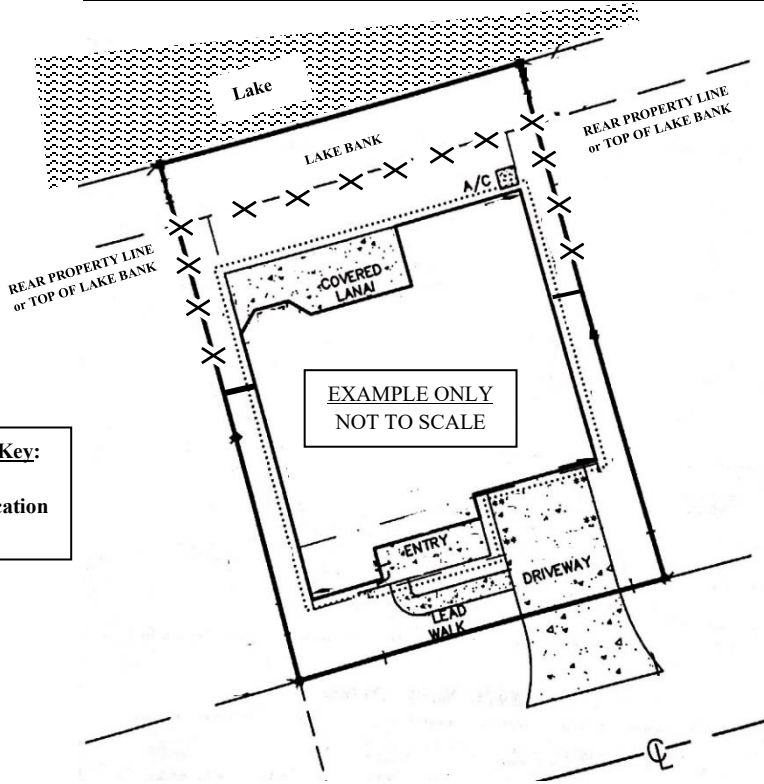 Lake
LAKE BANK
REAR PROPERTY LINE
or TOP OF LAKE BANK
A/C
REAR PROPERTY LINE
or TOP OF LAKE BANK
COVERED
LANAI
EXAMPLE ONLY
NOT TO SCALE
Key:
ENTRY
DRIVEWAY
LEAD
WALK
CL